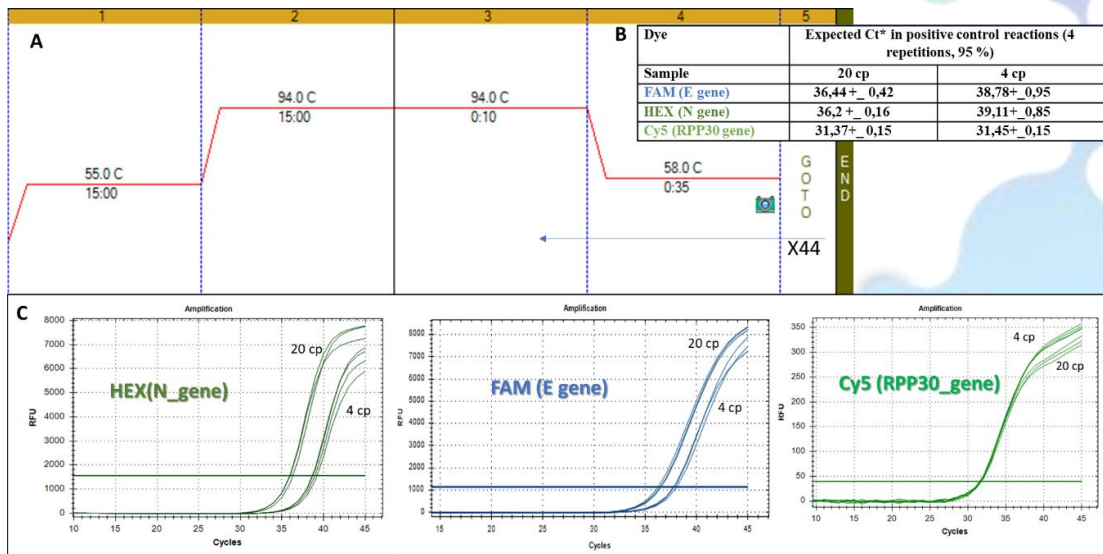 1 2 3 4 5
A
94.0 C 94.0 C
15:00 0:10
55.0 C
15:00
58.0 C
0:35
GOTO
END
X44
B
Dye Expected Ct* in positive control reactions (4 repetitions, 95 %)
Sample 20 cp 4 cp
FAM (E gene) 36,44+_0,42 38,78+_0,95
HEX (N gene) 36,2 +_ 0,16 39,11+_0,85
Cy5 (RPP30 gene) 31,37+_0,15 31,45+_0,15
C
Amplification
8000
7000
6000
5000
4000
3000
2000
1000
0
RFU
20 cp
HEX(N_gene)
4 cp
10 15 20 25 30 35 40 45
Cycles
Amplification
8000
7000
6000
5000
4000
3000
2000
1000
0
RFU
20 cp
FAM (E gene)
4 cp
15 20 25 30 35 40 45
Cycles
Amplification
350
300
250
200
150
100
50
0
RFU
4 cp
20 cp
Cy5 (RPP30_gene)
10 15 20 25 30 35 40 45
Cycles